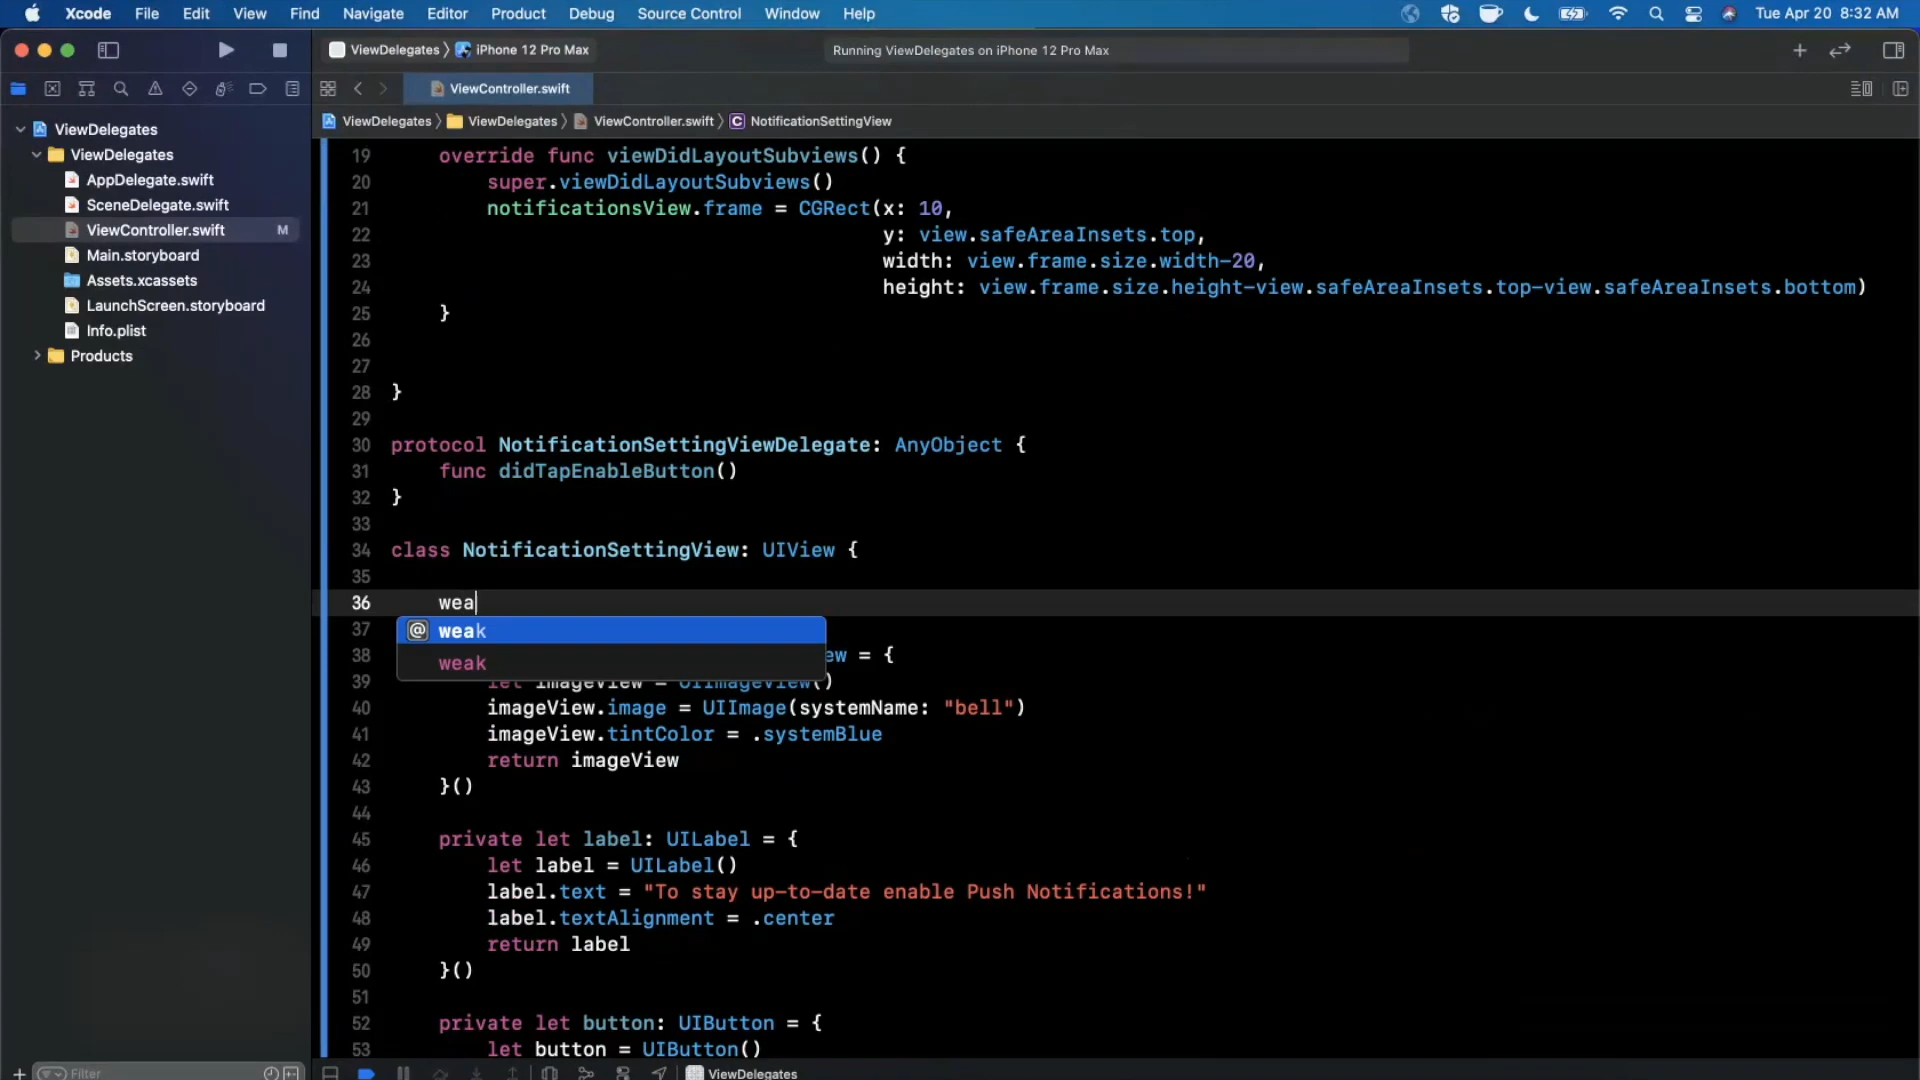 Xcode File Edit View Find Navigate Editor Product Debug Source Control Window Help Tue Apr 20 8:32 AM
ViewDelegates 〉 iPhone 12 Pro Max Running ViewDelegates on iPhone 12 Pro Max
ViewController.swift
ViewDelegates 〉 ViewDelegates 〉 ViewController.swift 〉 C NotificationSettingView
ViewDelegates
ViewDelegates
AppDelegate.swift
SceneDelegate.swift
ViewController.swift M
Main.storyboard
Assets.xcassets
LaunchScreen.storyboard
Info.plist
Products
Filter
19 override func viewDidLayoutSubviews() {
20 super.viewDidLayoutSubviews()
21 notificationsView.frame = CGRect(x: 10,
22 y: view.safeAreaInsets.top,
23 width: view.frame.size.width-20,
24 height: view.frame.size.height-view.safeAreaInsets.top-view.safeAreaInsets.bottom)
25 }
26
27
28 }
29
30 protocol NotificationSettingViewDelegate: AnyObject {
31 func didTapEnableButton()
32 }
33
34 class NotificationSettingView: UIView {
35
36 wea
37 @ weak
weak
38 ew = {
39 let imageView = UIImageView()
40 imageView.image = UIImage(systemName: "bell")
41 imageView.tintColor = .systemBlue
42 return imageView
43 }()
44
45 private let label: UILabel = {
46 let label = UILabel()
47 label.text = "To stay up-to-date enable Push Notifications!"
48 label.textAlignment = .center
49 return label
50 }()
51
52 private let button: UIButton = {
53 let button = UIButton()
ViewDelegates